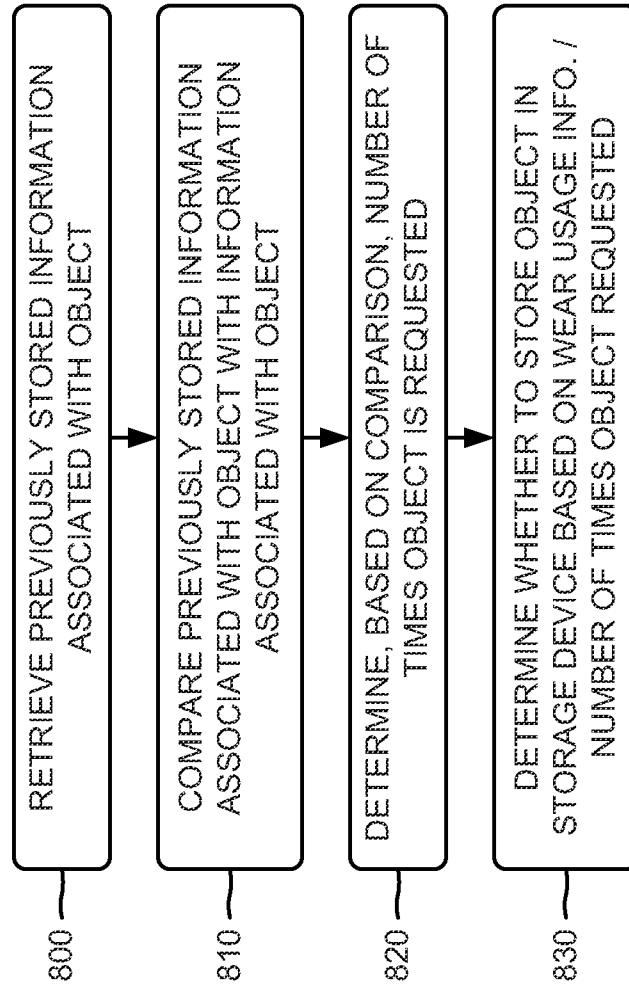 800
RETRIEVE PREVIOUSLY STORED INFORMATION
ASSOCIATED WITH OBJECT
810
COMPARE PREVIOUSLY STORED INFORMATION
ASSOCIATED WITH OBJECT WITH INFORMATION
ASSOCIATED WITH OBJECT
820
DETERMINE, BASED ON COMPARISON, NUMBER OF
TIMES OBJECT IS REQUESTED
830
DETERMINE WHETHER TO STORE OBJECT IN
STORAGE DEVICE BASED ON WEAR USAGE INFO. /
NUMBER OF TIMES OBJECT REQUESTED